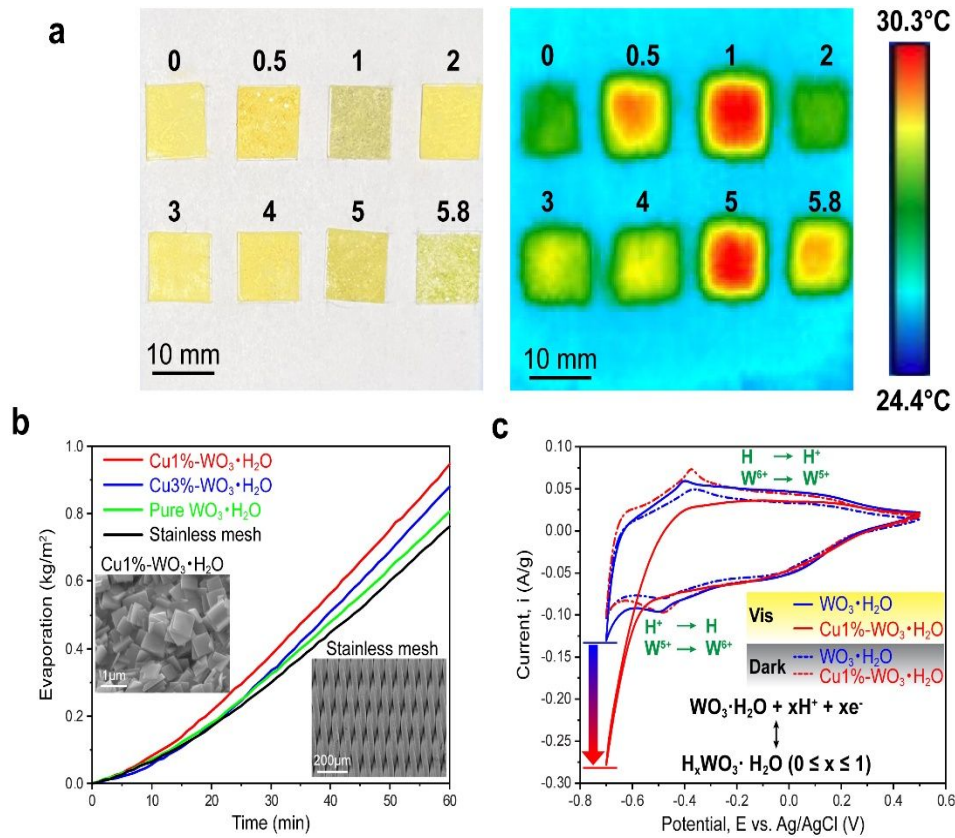 a
0 0.5 1 2
3 4 5 5.8
10 mm
0 0.5 1 2
3 4 5 5.8
10 mm
30.3°C
24.4°C
b
Evaporation (kg/m²)
1.0
0.8
0.6
0.4
0.2
0.0
Cu1%-WO₃•H₂O
Cu3%-WO₃•H₂O
Pure WO₃•H₂O
Stainless mesh
Cu1%-WO₃•H₂O
1μm
Stainless mesh
200μm
0 10 20 30 40 50 60
Time (min)
c
Current, i (A/g)
0.10
0.05
0.00
-0.05
-0.10
-0.15
-0.20
-0.25
-0.30
H → H⁺
W⁶⁺ → W⁵⁺
H⁺ → H
W⁵⁺ → W⁶⁺
Vis
WO₃•H₂O
Cu1%-WO₃•H₂O
Dark
WO₃•H₂O
Cu1%-WO₃•H₂O
WO₃·H₂O + xH⁺ + xe⁻
↕
HₓWO₃· H₂O (0 ≤ x ≤ 1)
-0.8 -0.6 -0.4 -0.2 0.0 0.2 0.4 0.6
Potential, E vs. Ag/AgCl (V)